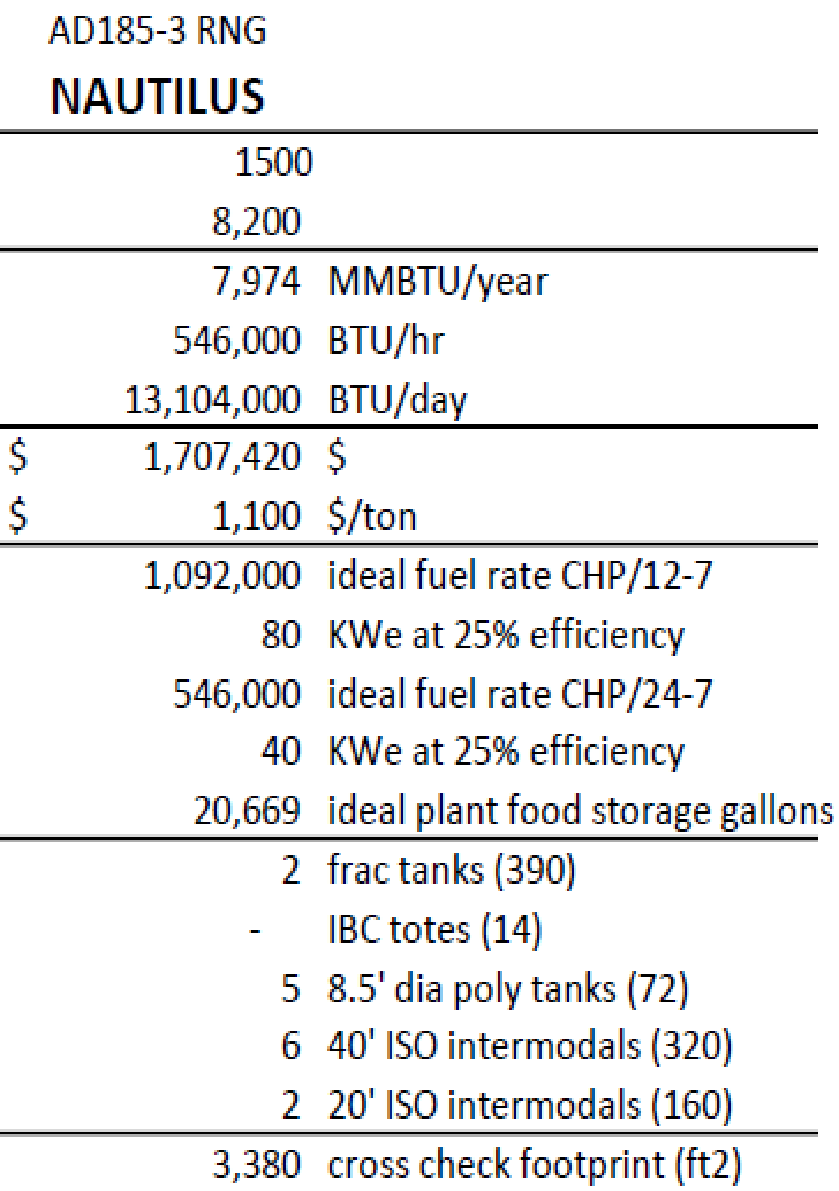 AD185-3 RNG
NAUTILUS
1500
8,200
7,974 MMBTU/year
546,000 BTU/hr
13,104,000 BTU/day
$ 1,707,420 $
$ 1,100 $/ton
1,092,000 ideal fuel rate CHP/12-7
80 KWe at 25% efficiency
546,000 ideal fuel rate CHP/24-7
40 KWe at 25% efficiency
20,669 ideal plant food storage gallons
2 frac tanks (390)
- IBC totes (14)
5 8.5' dia poly tanks (72)
6 40' ISO intermodals (320)
2 20' ISO intermodals (160)
3,380 cross check footprint (ft2)